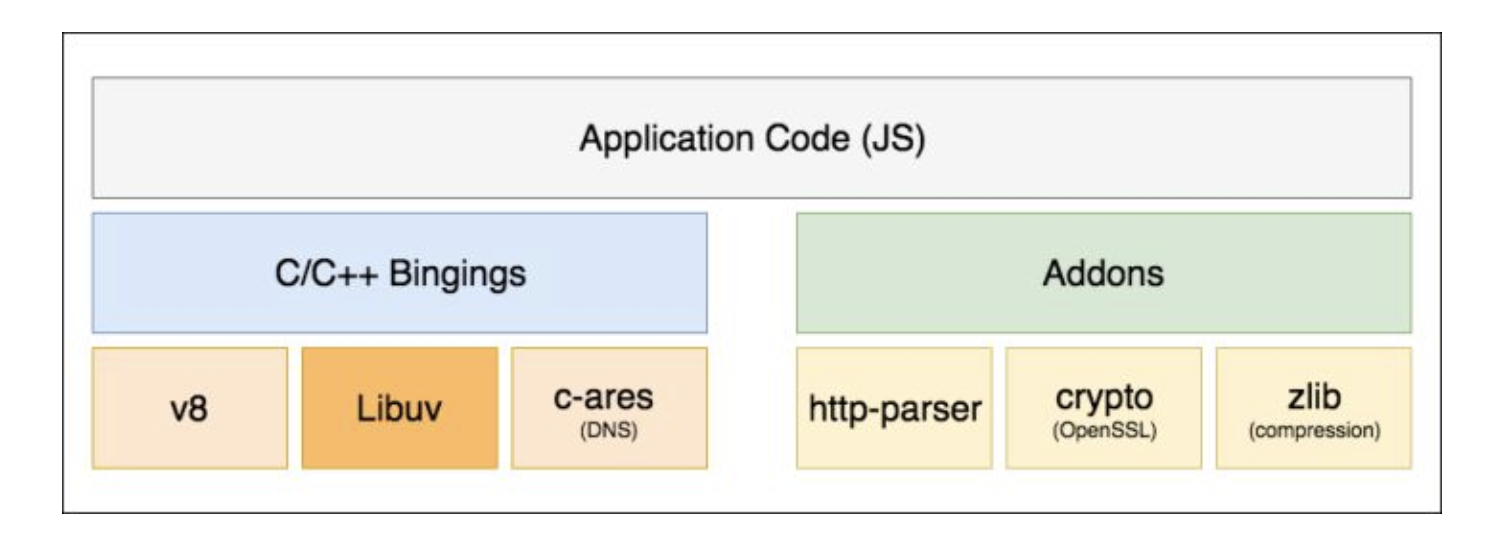 Application Code (JS)
C/C++ Bingings
Addons
v8
Libuv
c-ares
(DNS)
http-parser
crypto
(OpenSSL)
zlib
(compression)